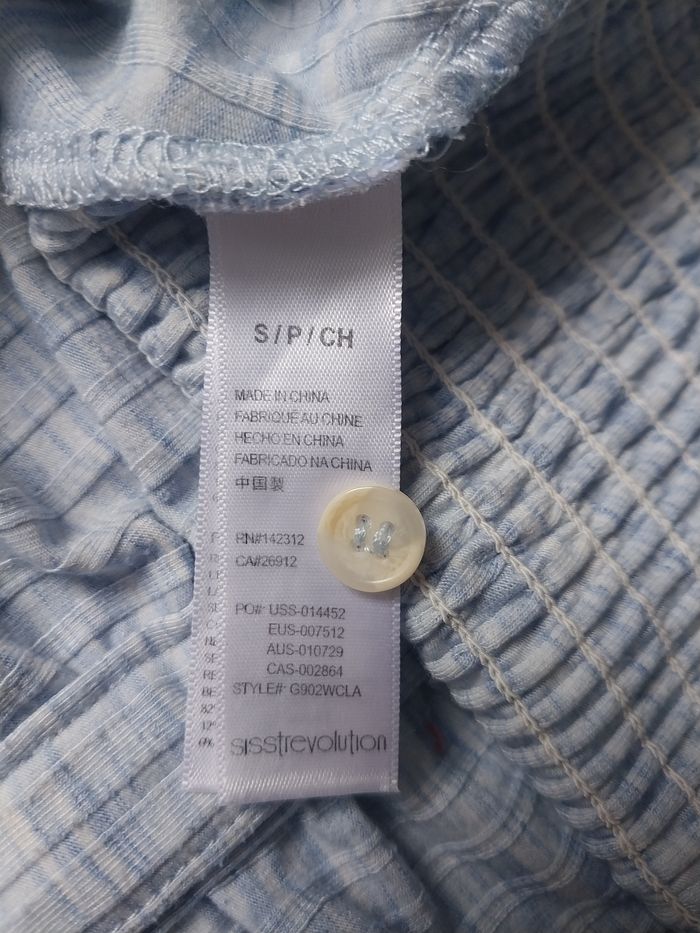 S / P / CH
MADE IN CHINA
FABRIQUÉ AU CHINE
HECHO EN CHINA
FABRICADO NA CHINA
中国製
RN#142312
CA#26912
PO#: USS-014452
EUS-007512
AUS-010729
CAS-002864
STYLE#: G902WCLA
sisstrevolution